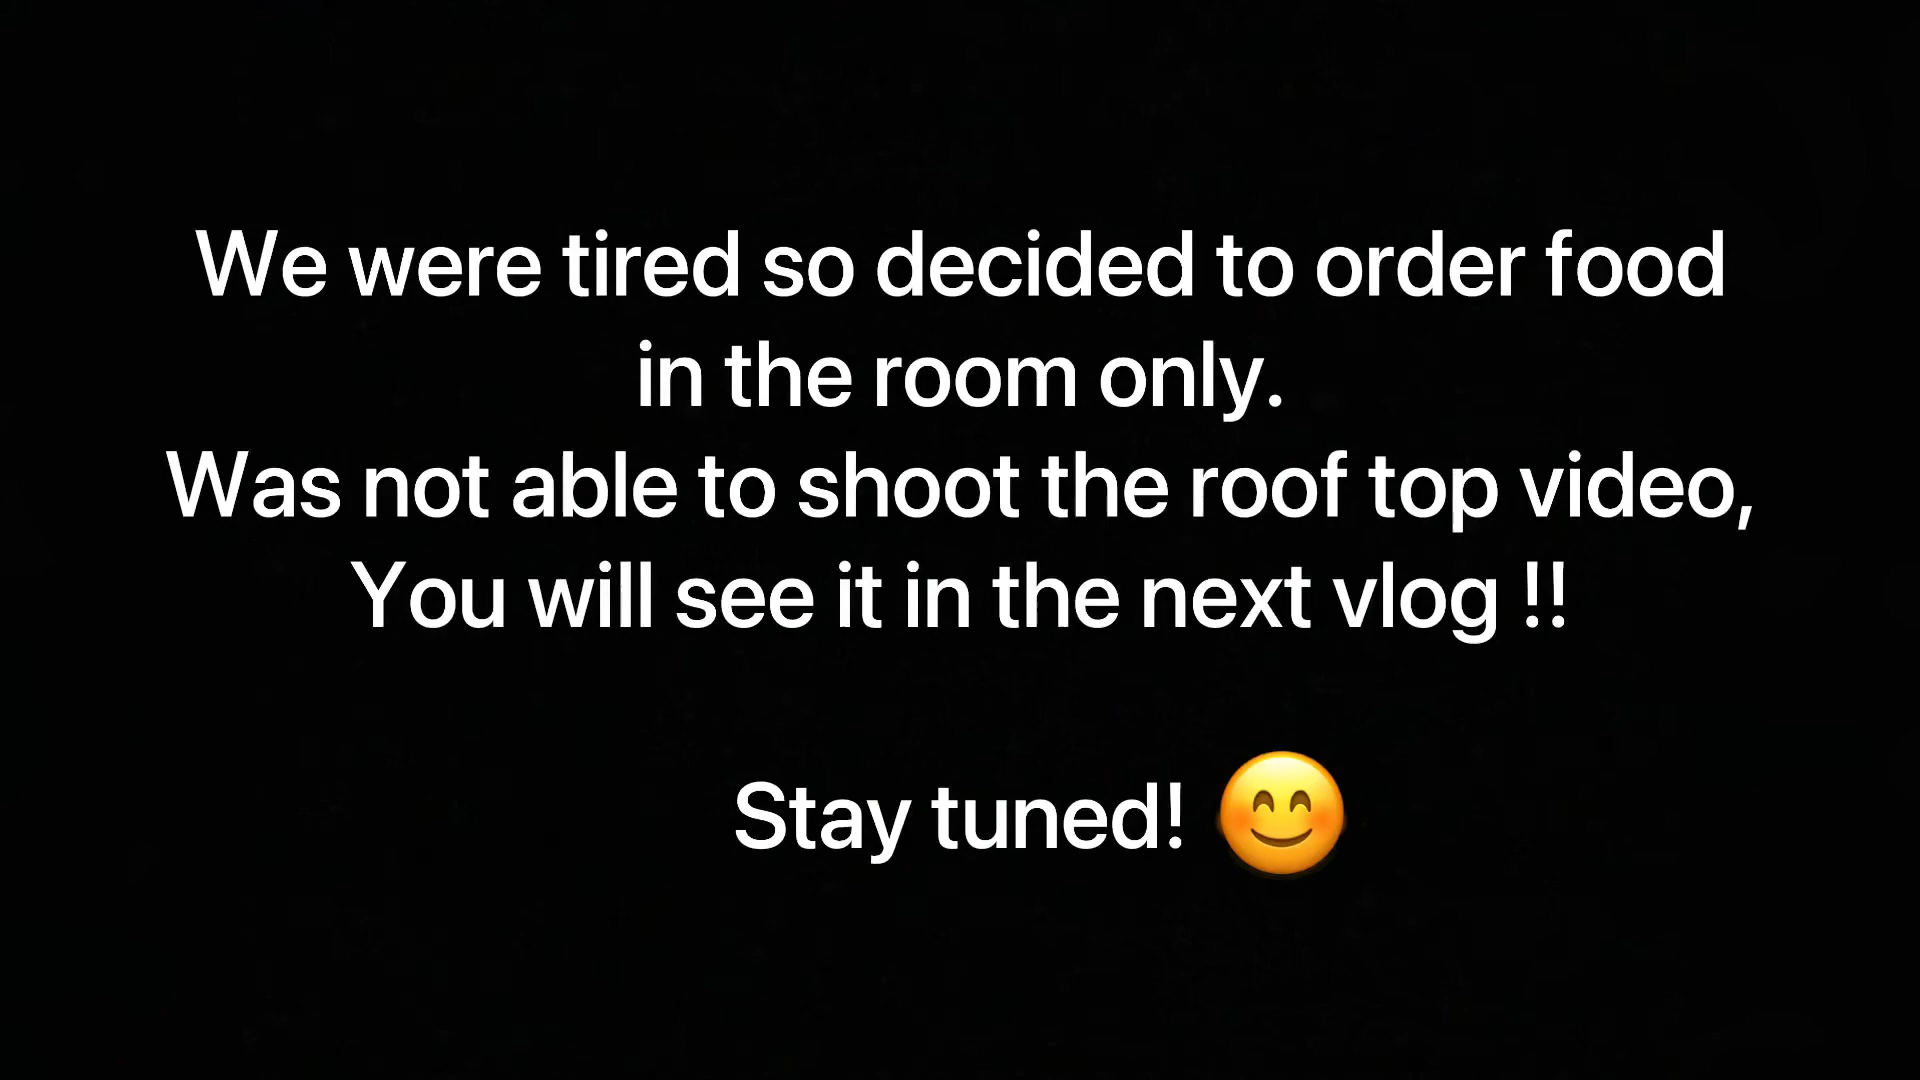 We were tired so decided to order food
in the room only.
Was not able to shoot the roof top video,
You will see it in the next vlog !!
Stay tuned! 😊